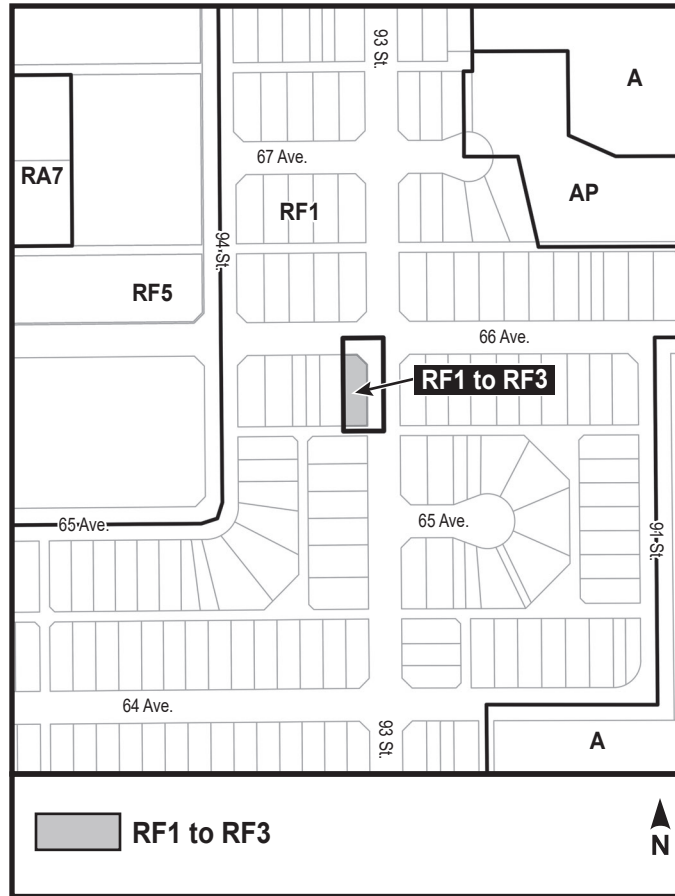 93 St.
A
67 Ave.
RA7
AP
RF1
94 St.
RF5
66 Ave.
RF1 to RF3
65 Ave.
65 Ave.
91 St.
64 Ave.
93 St.
A
RF1 to RF3
N